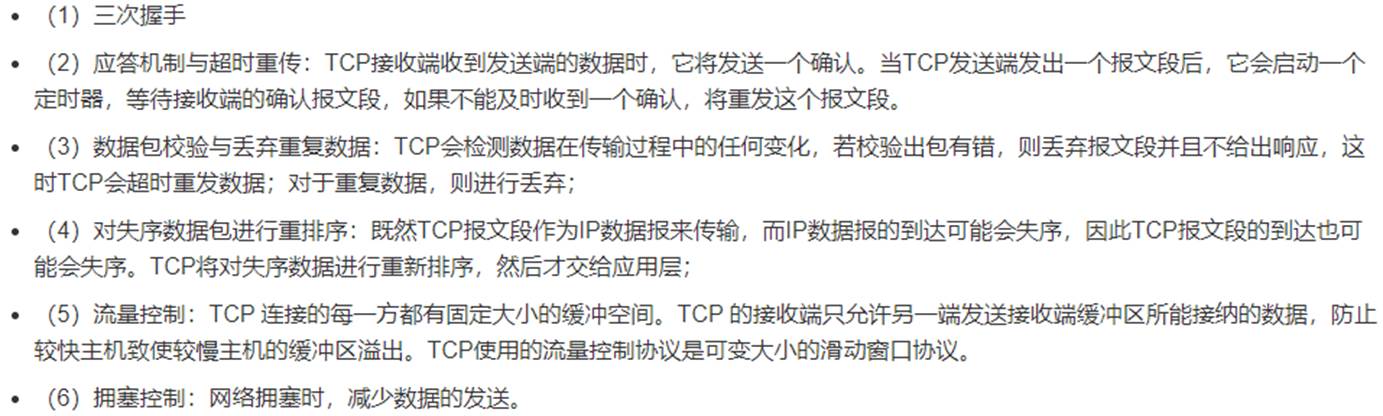 • （1）三次握手
• （2）应答机制与超时重传：TCP接收端收到发送端的数据时，它将发送一个确认。当TCP发送端发出一个报文段后，它会启动一个
定时器，等待接收端的确认报文段，如果不能及时收到一个确认，将重发这个报文段。
• （3）数据包校验与丢弃重复数据：TCP会检测数据在传输过程中的任何变化，若校验出包有错，则丢弃报文段并且不给出响应，这
时TCP会超时重发数据；对于重复数据，则进行丢弃；
• （4）对失序数据包进行重排序：既然TCP报文段作为IP数据报来传输，而IP数据报的到达可能会失序，因此TCP报文段的到达也可
能会失序。TCP将对失序数据进行重新排序，然后才交给应用层；
• （5）流量控制：TCP 连接的每一方都有固定大小的缓冲空间。TCP 的接收端只允许另一端发送接收端缓冲区所能接纳的数据，防止
较快主机致使较慢主机的缓冲区溢出。TCP使用的流量控制协议是可变大小的滑动窗口协议。
• （6）拥塞控制：网络拥塞时，减少数据的发送。